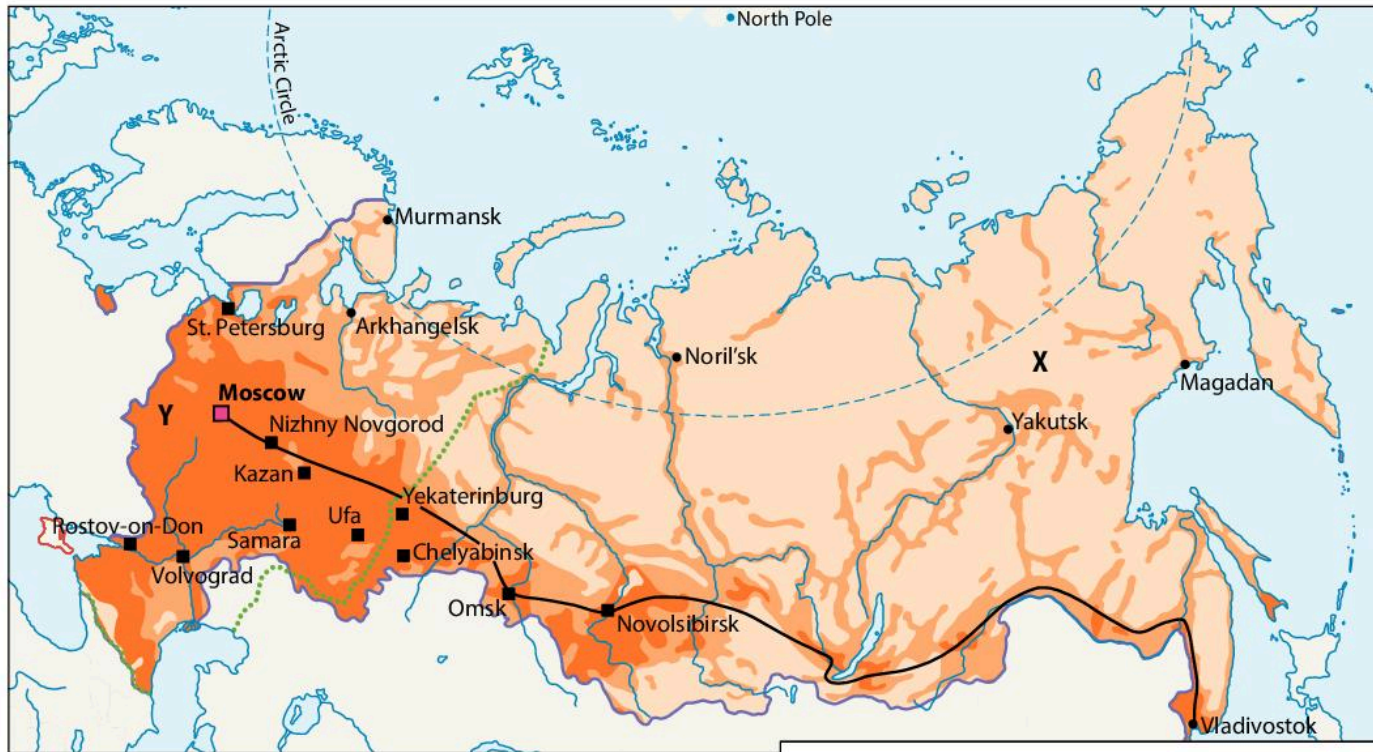 North Pole
Arctic Circle
Murmansk
St. Petersburg
Arkhangelsk
Noril'sk
X
Magadan
Moscow
Y
Nizhny Novgorod
Yakutsk
Kazan
Yekaterinburg
Rostov-on-Don
Ufa
Samara
Chelyabinsk
Volvograd
Omsk
Novolsibirsk
Vladivostok